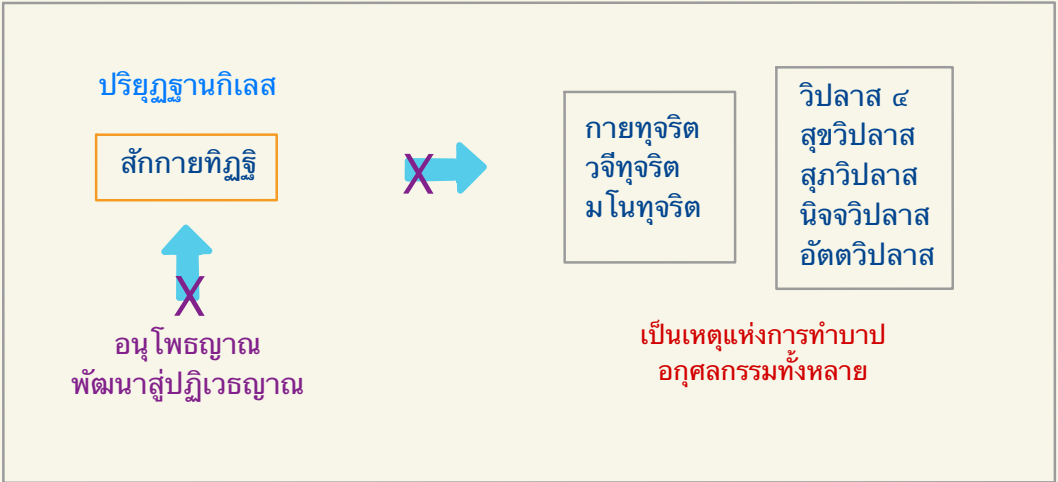 ปริยุฏฐานกิเลส
สักกายทิฏฐิ
X
X
อนุโพธญาณ
พัฒนาสู่ปฏิเวธญาณ
กายทุจริต
วจีทุจริต
มโนทุจริต
วิปลาส ๔
สุขวิปลาส
สุภวิปลาส
นิจจวิปลาส
อัตตวิปลาส
เป็นเหตุแห่งการทำบาป
อกุศลกรรมทั้งหลาย